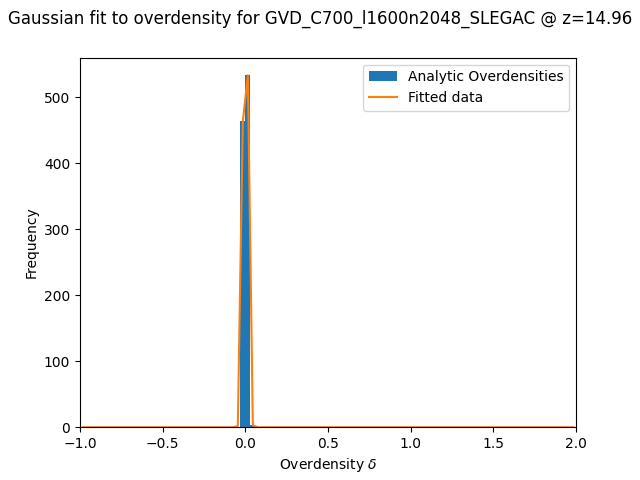 Gaussian fit to overdensity for GVD_C700_l1600n2048_SLEGAC @ z=14.96
Analytic Overdensities
Fitted data
Frequency
500
400
300
200
100
0
−1.0 −0.5 0.0 0.5 1.0 1.5 2.0
Overdensity δ